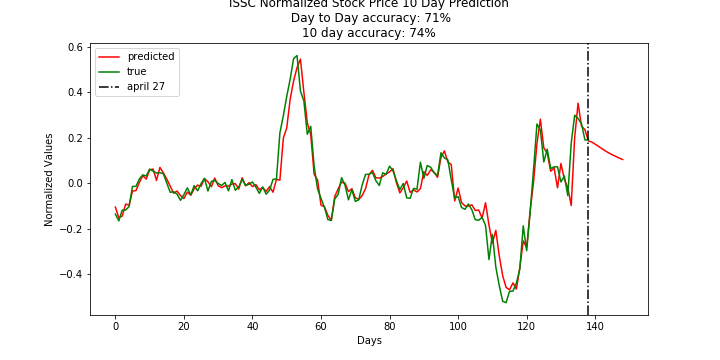 ISSC Normalized Stock Price 10 Day Prediction
Day to Day accuracy: 71%
10 day accuracy: 74%
predicted
true
april 27
Normalized Values
0.6
0.4
0.2
0.0
−0.2
−0.4
0
20
40
60
80
100
120
140
Days